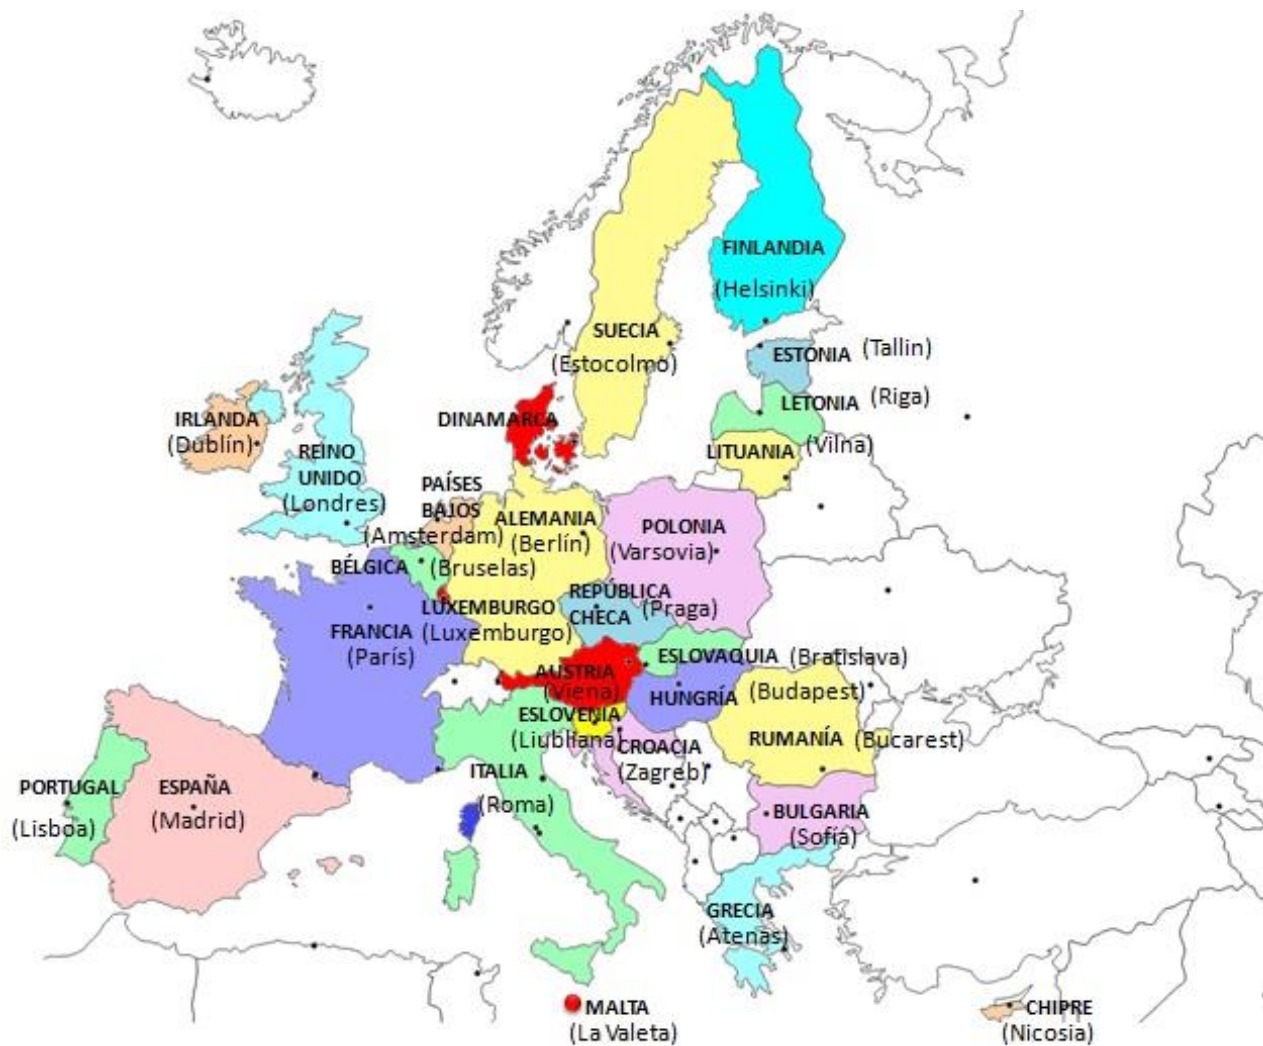 FINLANDIA
(Helsinki)
SUECIA
(Estocolmo)
ESTONIA (Tallin)
LETONIA (Riga)
LITUANIA (Vilna)
IRLANDA
(Dublín)
REINO
UNIDO
(Londres)
DINAMARCA
PAÍSES
BAJOS
(Amsterdam)
ALEMANIA
(Berlín)
POLONIA
(Varsovia)
BÉLGICA (Bruselas)
LUXEMBURGO
(Luxemburgo)
REPÚBLICA
CHECA
(Praga)
FRANCIA
(París)
ESLOVAQUIA (Bratislava)
AUSTRIA
(Viena)
HUNGRÍA (Budapest)
ESLOVENIA
(Liubliana)
CROACIA
(Zagreb)
RUMANÍA (Bucarest)
PORTUGAL
(Lisboa)
ESPAÑA
(Madrid)
ITALIA
(Roma)
BULGARIA
(Sofía)
GRECIA
(Atenas)
MALTA
(La Valeta)
CHIPRE
(Nicosia)